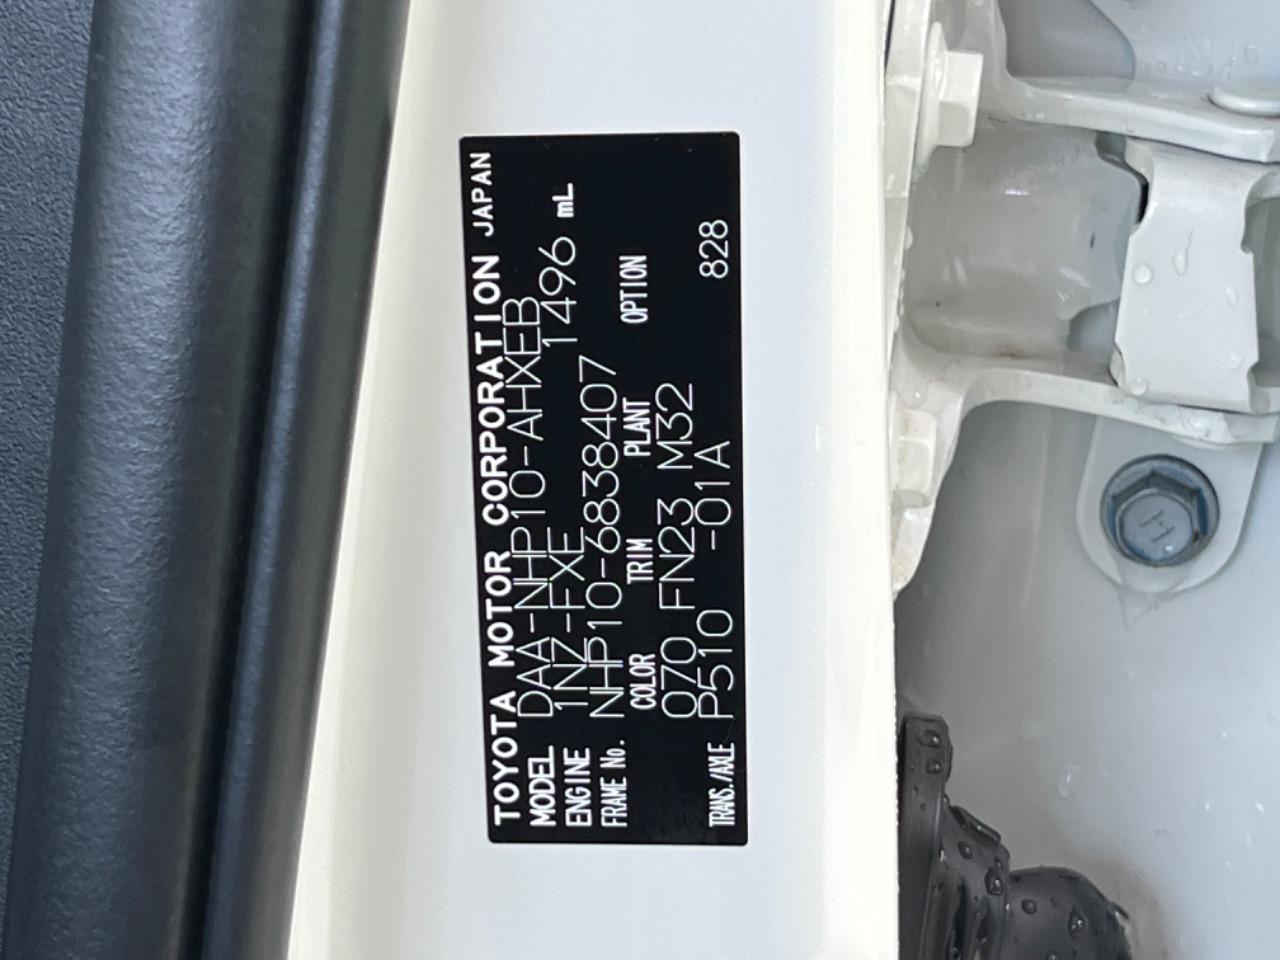 TOYOTA MOTOR CORPORATION JAPAN
MODEL DAA-NHP10-AHXEB
ENGINE 1NZ-FXE 1496 mL
FRAME No. NHP10-6838407
COLOR TRIM PLANT OPTION
070 FN23 M32
TRANS./AXLE P510 -01A 828